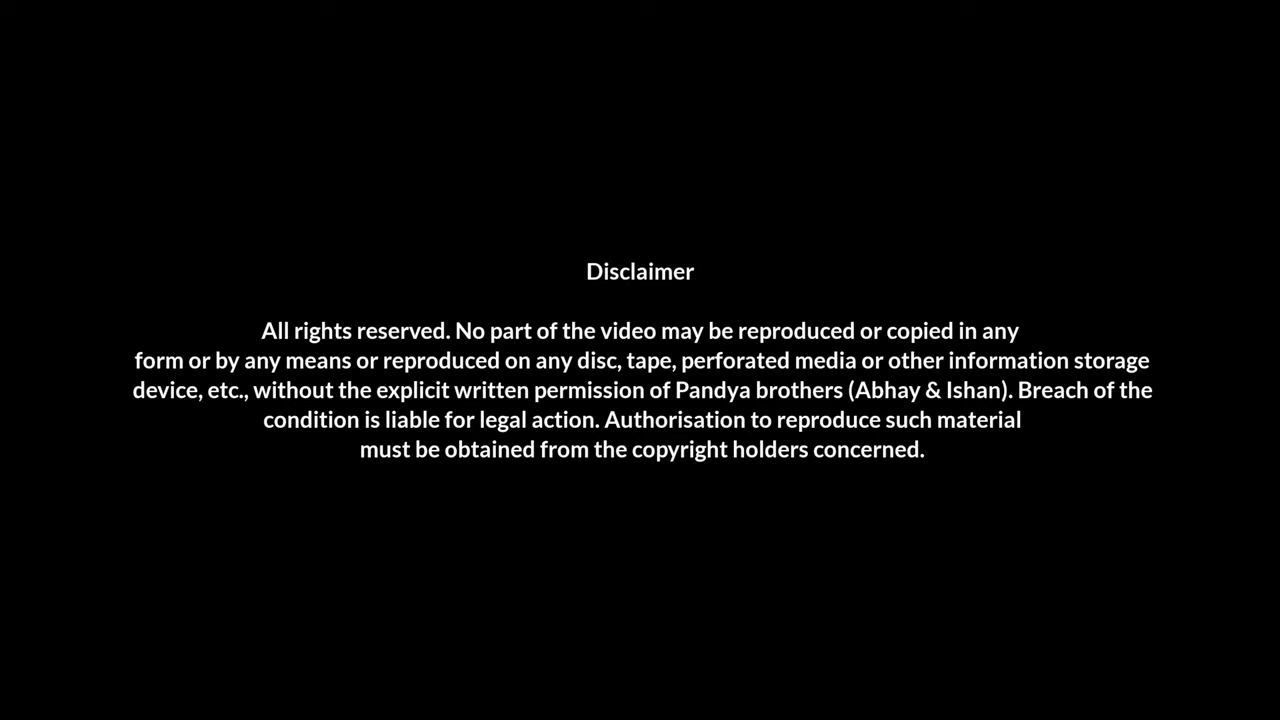 Disclaimer
All rights reserved. No part of the video may be reproduced or copied in any
form or by any means or reproduced on any disc, tape, perforated media or other information storage
device, etc., without the explicit written permission of Pandya brothers (Abhay & Ishan). Breach of the
condition is liable for legal action. Authorisation to reproduce such material
must be obtained from the copyright holders concerned.